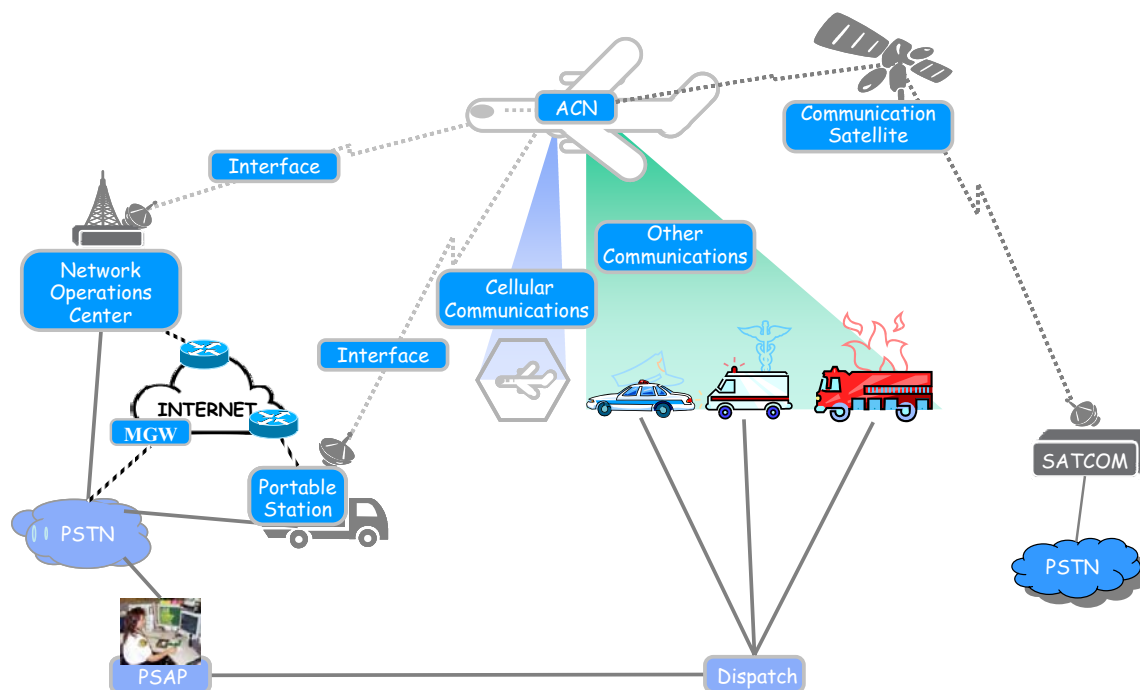 ACN
Communication
Satellite
Interface
Other
Communications
Network
Operations
Center
Cellular
Communications
Interface
INTERNET
MGW
SATCOM
Portable
Station
PSTN
PSTN
PSAP
Dispatch